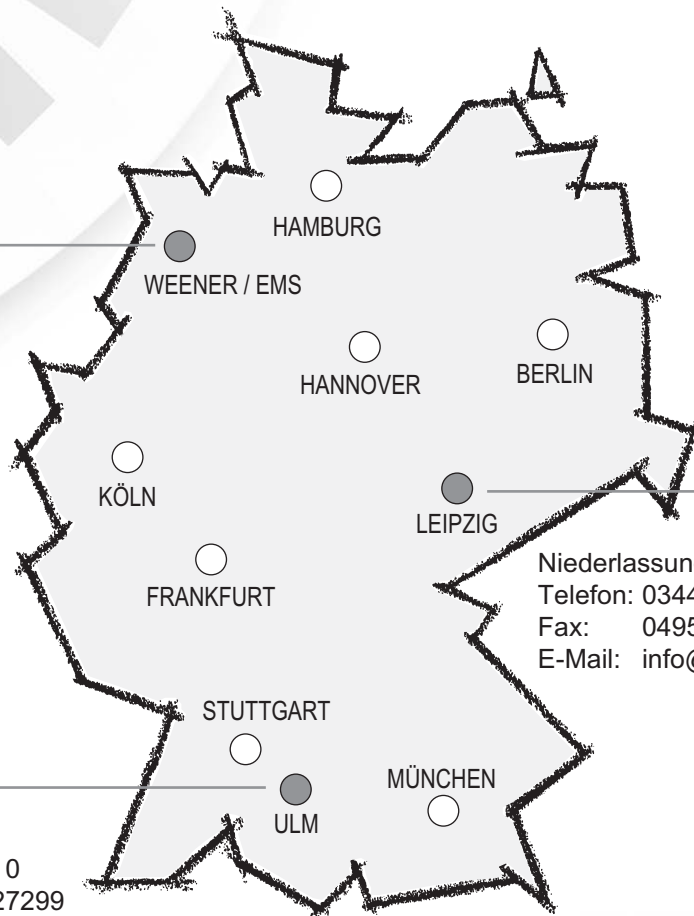 HAMBURG
WEENER / EMS
HANNOVER
BERLIN
KÖLN
LEIPZIG
FRANKFURT
Telefon: 0344
Fax: 0495
E-Mail: info@
STUTTGART
MÜNCHEN
ULM
0
27299